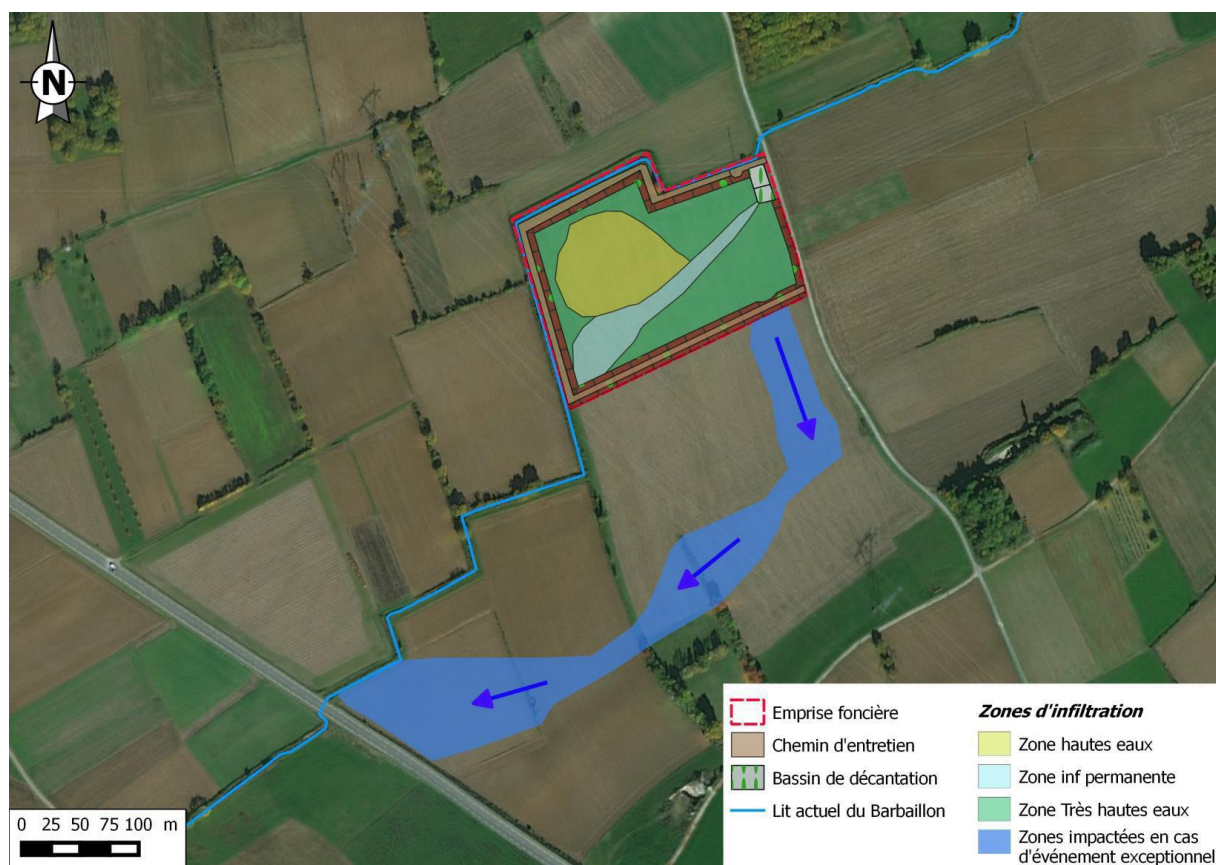 N
Emprise foncière
Chemin d'entretien
Bassin de décantation
Lit actuel du Barbaillon
Zones d'infiltration
Zone hautes eaux
Zone inf permanente
Zone Très hautes eaux
Zones impactées en cas
d'événement exceptionnel
0 25 50 75 100 m